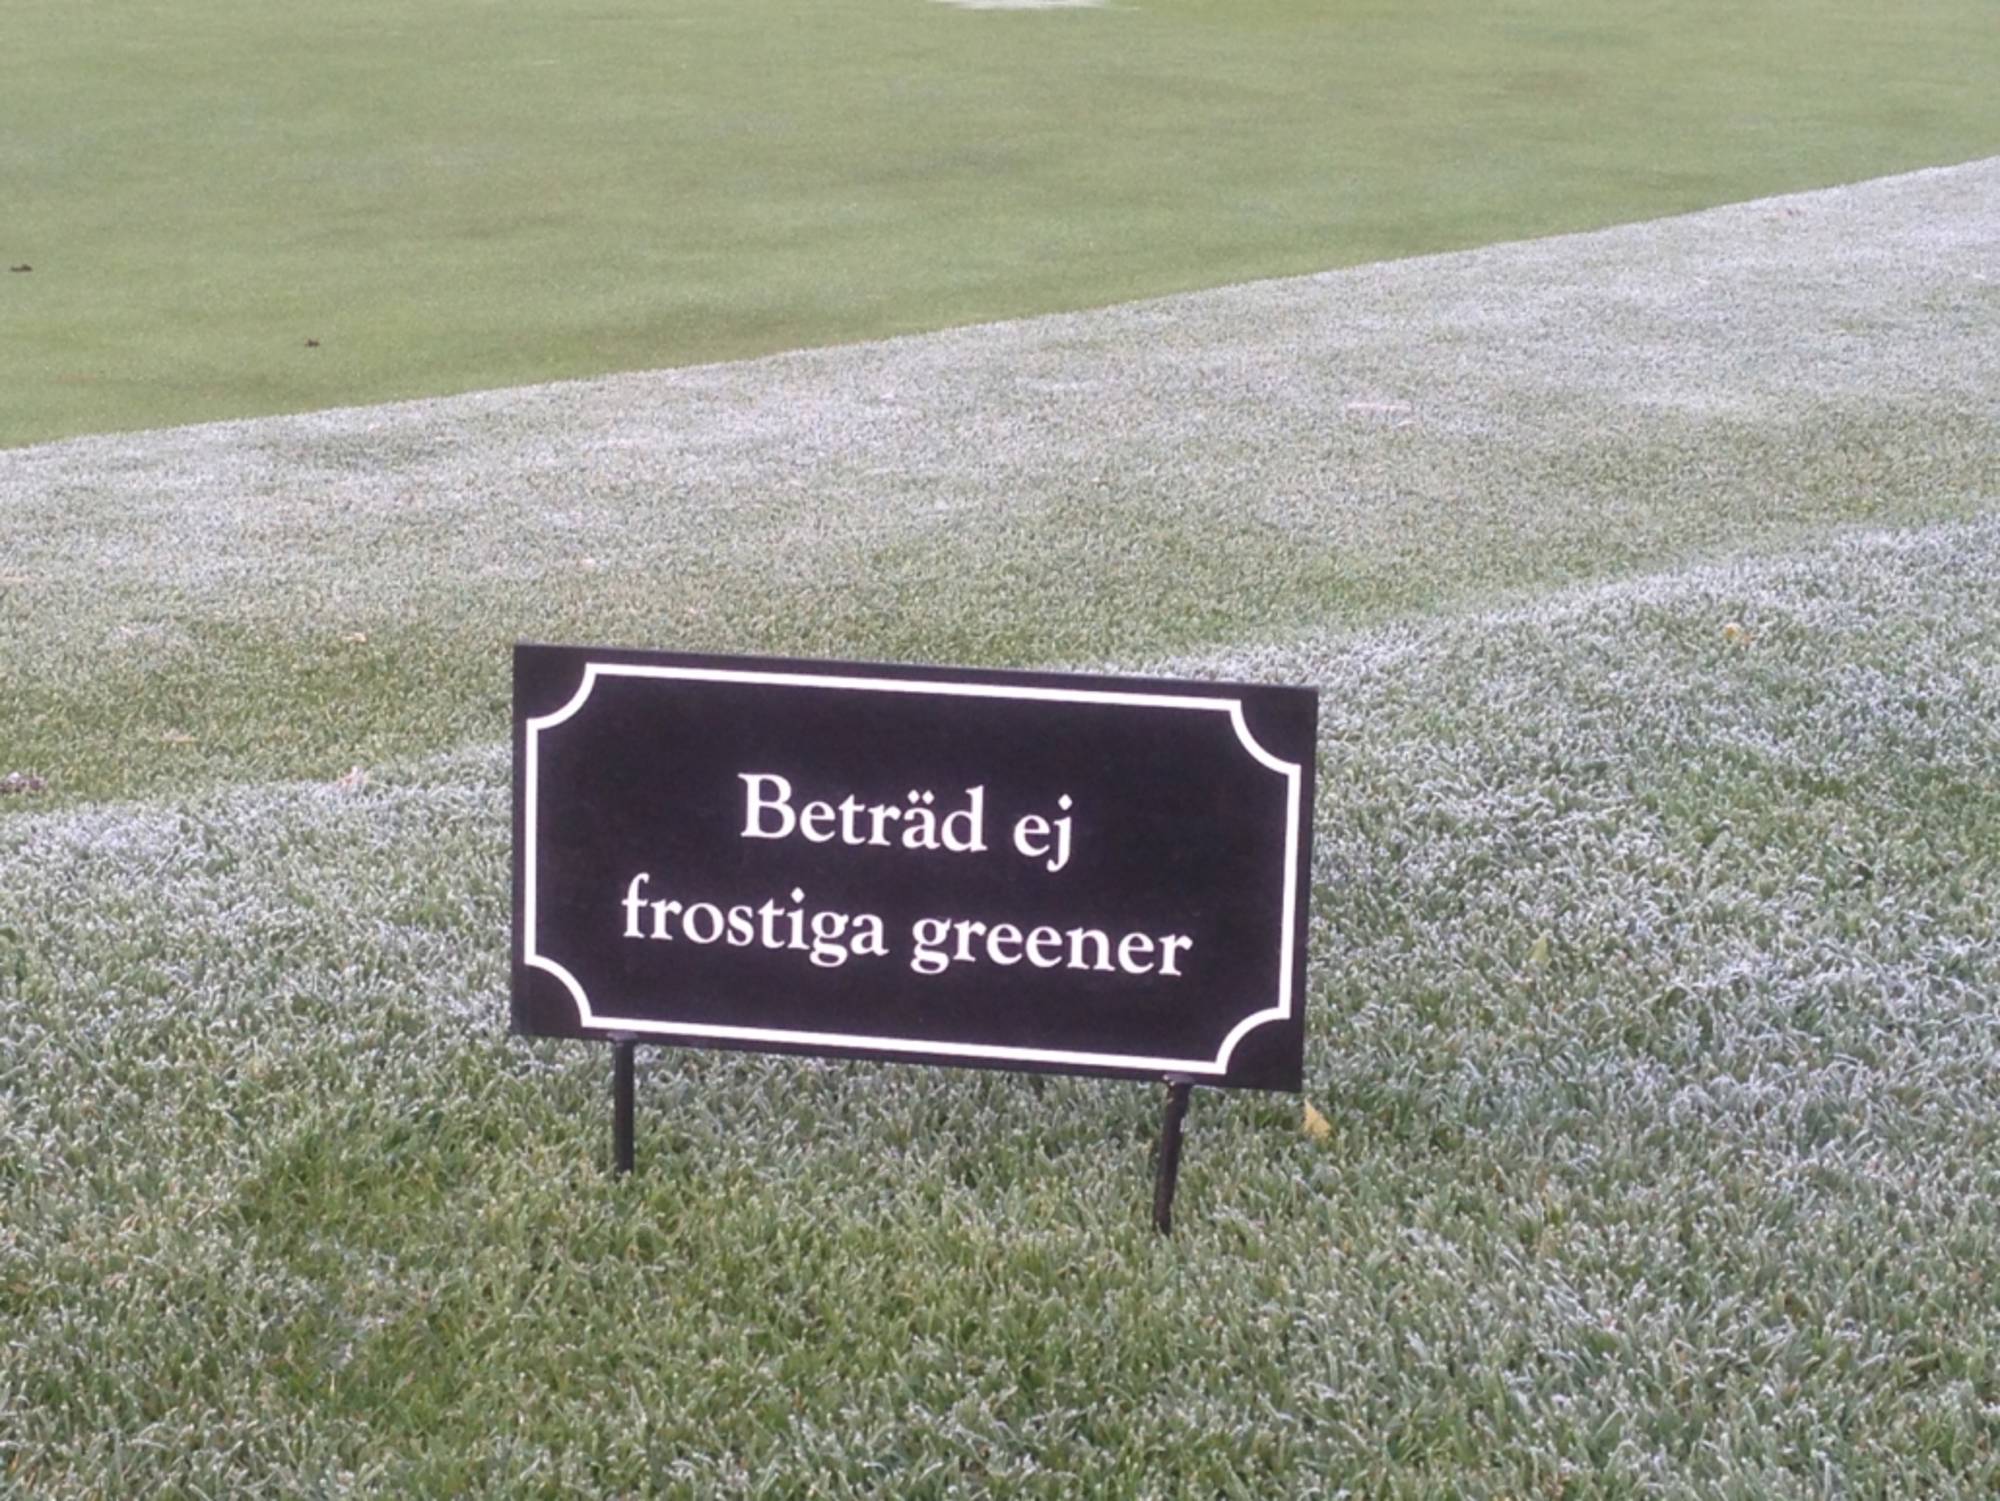 Beträd ej
frostiga greener